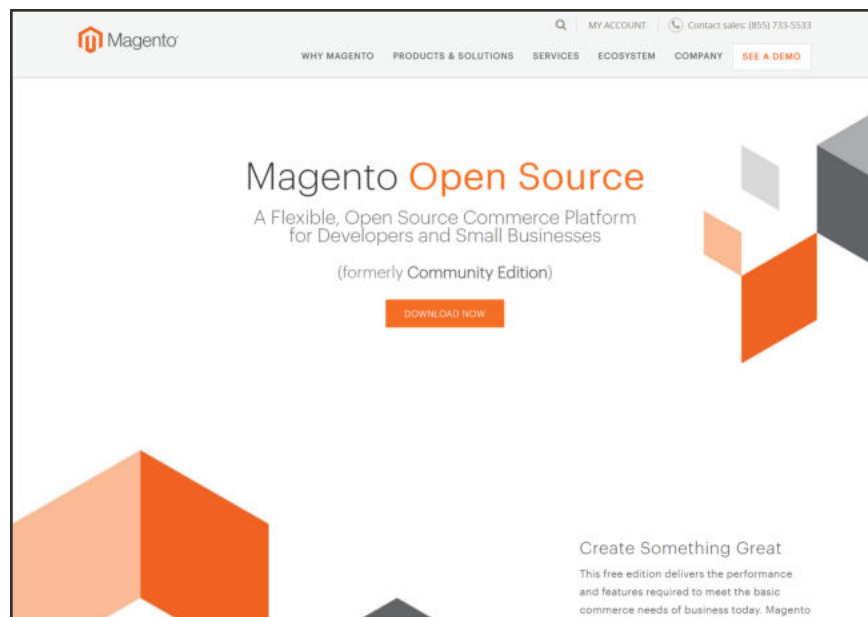 Magento
MY ACCOUNT
Contact sales: (855) 733-5533
WHY MAGENTO PRODUCTS & SOLUTIONS SERVICES ECOSYSTEM COMPANY SEE A DEMO
Magento Open Source
A Flexible, Open Source Commerce Platform
for Developers and Small Businesses
(formerly Community Edition)
DOWNLOAD NOW
Create Something Great
This free edition delivers the performance
and features required to meet the basic
commerce needs of business today. Magento